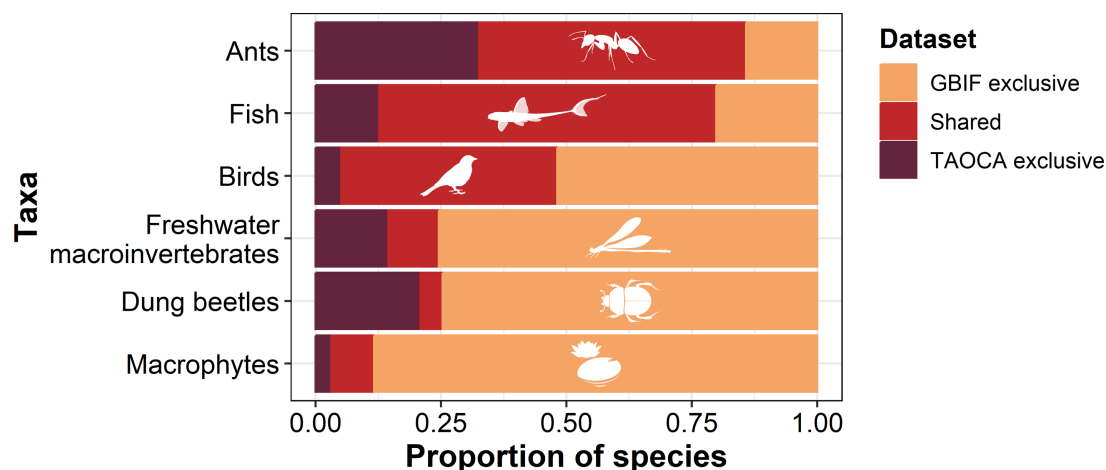 Taxa
Ants
Fish
Birds
Freshwater
macroinvertebrates
Dung beetles
Macrophytes
0.00 0.25 0.50 0.75 1.00
Proportion of species
Dataset
GBIF exclusive
Shared
TAOCA exclusive